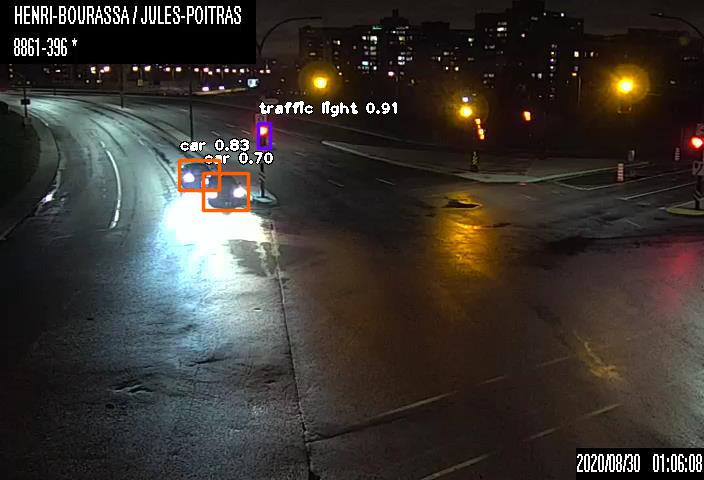 HENRI-BOURASSA / JULES-POITRAS
8861-396 *
traffic light 0.91
car 0.83
car 0.70
2020/08/30 01:06:08